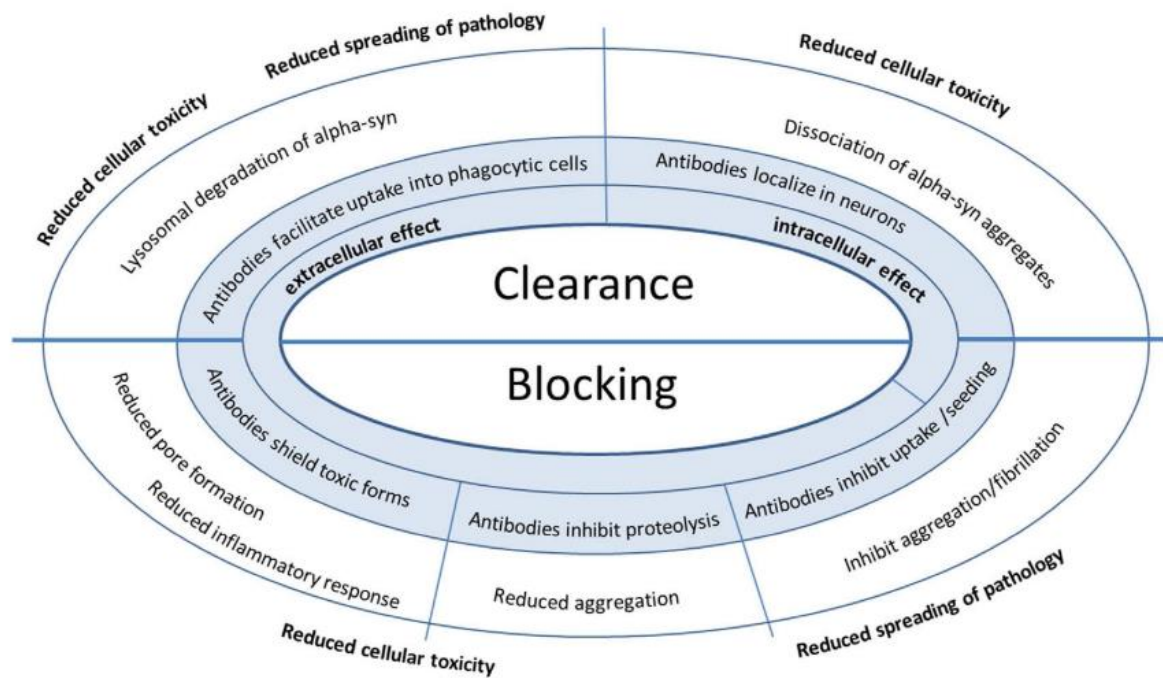 Reduced spreading of pathology
Reduced cellular toxicity
Reduced cellular toxicity
Lysosomal degradation of alpha-syn
Dissociation of alpha-syn aggregates
Antibodies facilitate uptake into phagocytic cells
Antibodies localize in neurons
extracellular effect
intracellular effect
Clearance
Blocking
Antibodies shield toxic forms
Antibodies inhibit proteolysis
Antibodies inhibit uptake /seeding
Reduced pore formation
Reduced inflammatory response
Reduced aggregation
Inhibit aggregation/fibrillation
Reduced cellular toxicity
Reduced spreading of pathology